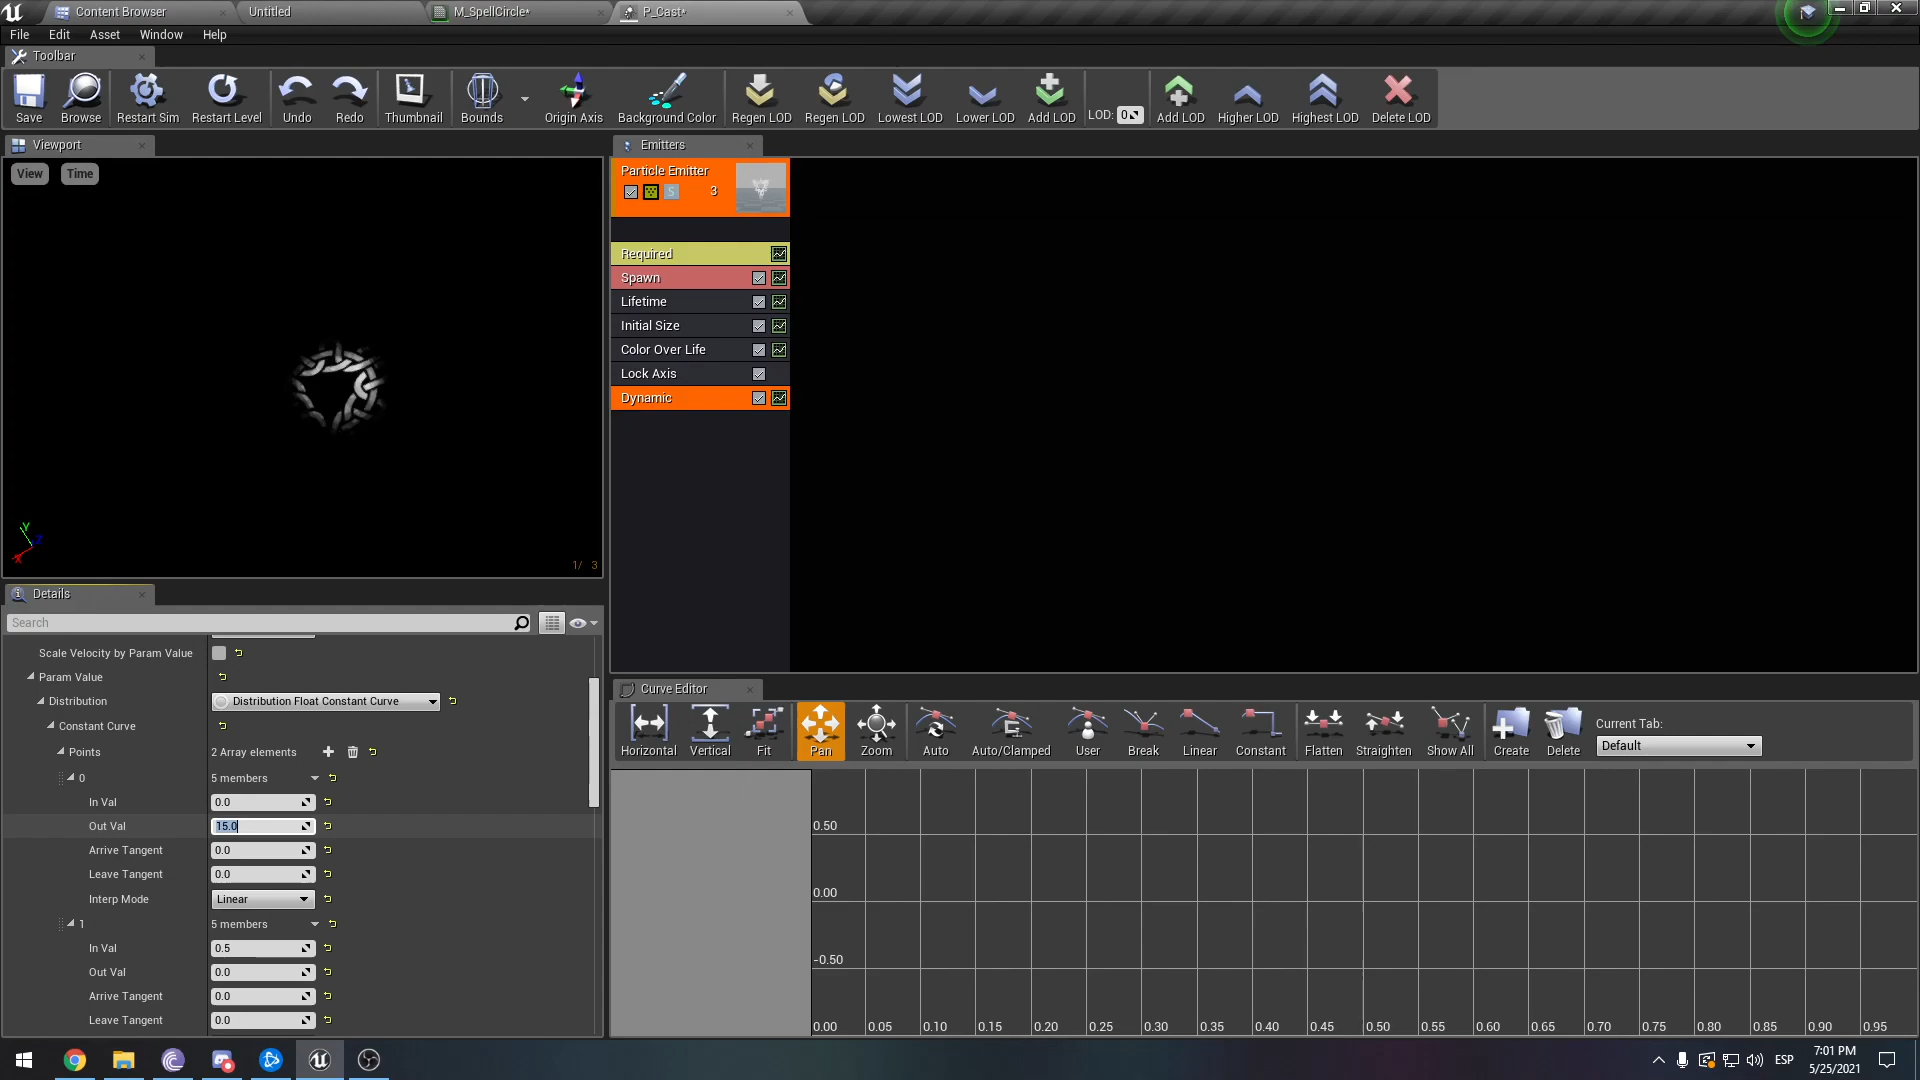 Content Browser
Untitled
M_SpellCircle*
P_Cast*
File Edit Asset Window Help
Toolbar
Save Browse Restart Sim Restart Level Undo Redo Thumbnail Bounds Origin Axis Background Color Regen LOD Regen LOD Lowest LOD Lower LOD Add LOD LOD: 0 Add LOD Higher LOD Highest LOD Delete LOD
Viewport
View Time
Y
Z
X
1/ 3
Emitters
Particle Emitter
S 3
Required
Spawn
Lifetime
Initial Size
Color Over Life
Lock Axis
Dynamic
Details
Search
Scale Velocity by Param Value
Param Value
Distribution Distribution Float Constant Curve
Constant Curve
Points 2 Array elements
0 5 members
In Val 0.0
Out Val 15.0
Arrive Tangent 0.0
Leave Tangent 0.0
Interp Mode Linear
1 5 members
In Val 0.5
Out Val 0.0
Arrive Tangent 0.0
Leave Tangent 0.0
Curve Editor
Horizontal Vertical Fit Pan Zoom Auto Auto/Clamped User Break Linear Constant Flatten Straighten Show All Create Delete
Current Tab:
Default
0.50
0.00
-0.50
0.00 0.05 0.10 0.15 0.20 0.25 0.30 0.35 0.40 0.45 0.50 0.55 0.60 0.65 0.70 0.75 0.80 0.85 0.90 0.95
ESP
7:01 PM
5/25/2021